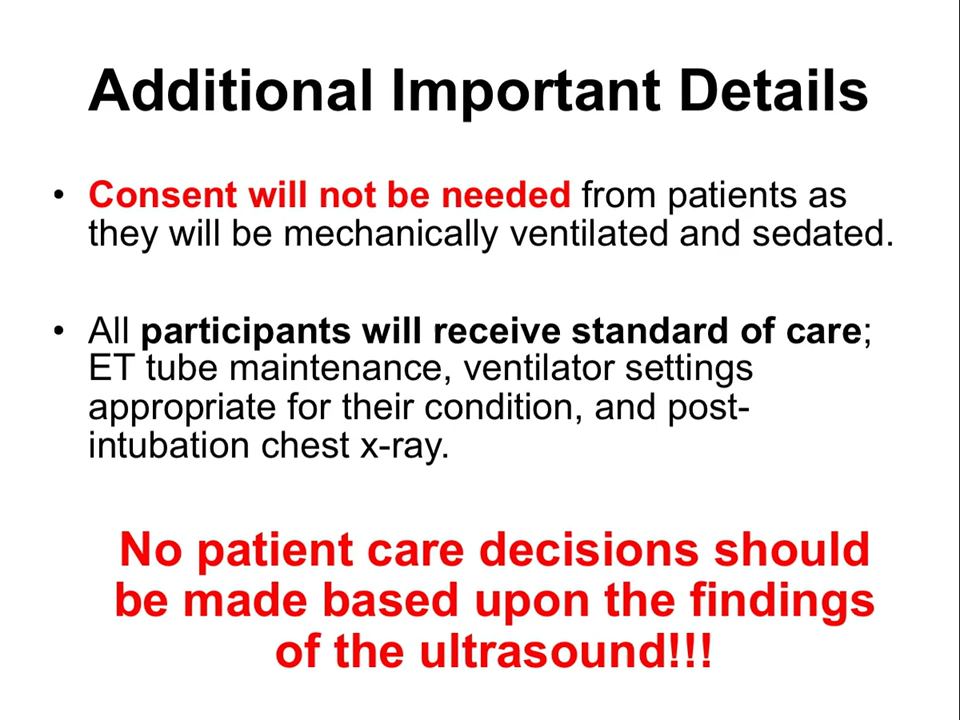 Additional Important Details
• Consent will not be needed from patients as
they will be mechanically ventilated and sedated.
• All participants will receive standard of care;
ET tube maintenance, ventilator settings
appropriate for their condition, and post-
intubation chest x-ray.
No patient care decisions should
be made based upon the findings
of the ultrasound!!!